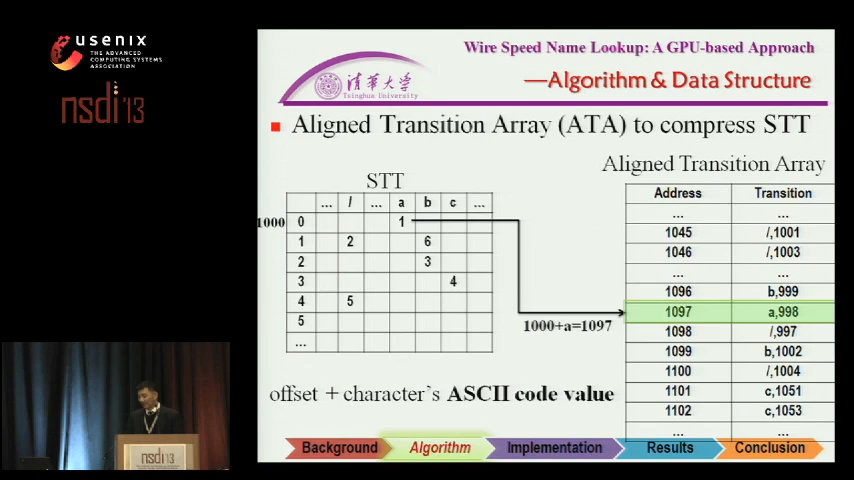 usenix
THE ADVANCED
COMPUTING SYSTEMS
ASSOCIATION
nsdi '13
Wire Speed Name Lookup: A GPU-based Approach
清华大学
Tsinghua University
—Algorithm & Data Structure
Aligned Transition Array (ATA) to compress STT
STT
... / ... a b c ...
1000 0 1
1 2 6
2 3
3 4
4 5
5
...
1000+a=1097
Aligned Transition Array
Address Transition
... ...
1045 /,1001
1046 /,1003
... ...
1096 b,999
1097 a,998
1098 /,997
1099 b,1002
1100 /,1004
1101 c,1051
1102 c,1053
... ...
offset + character's ASCII code value
Background Algorithm Implementation Results Conclusion
nsdi '13